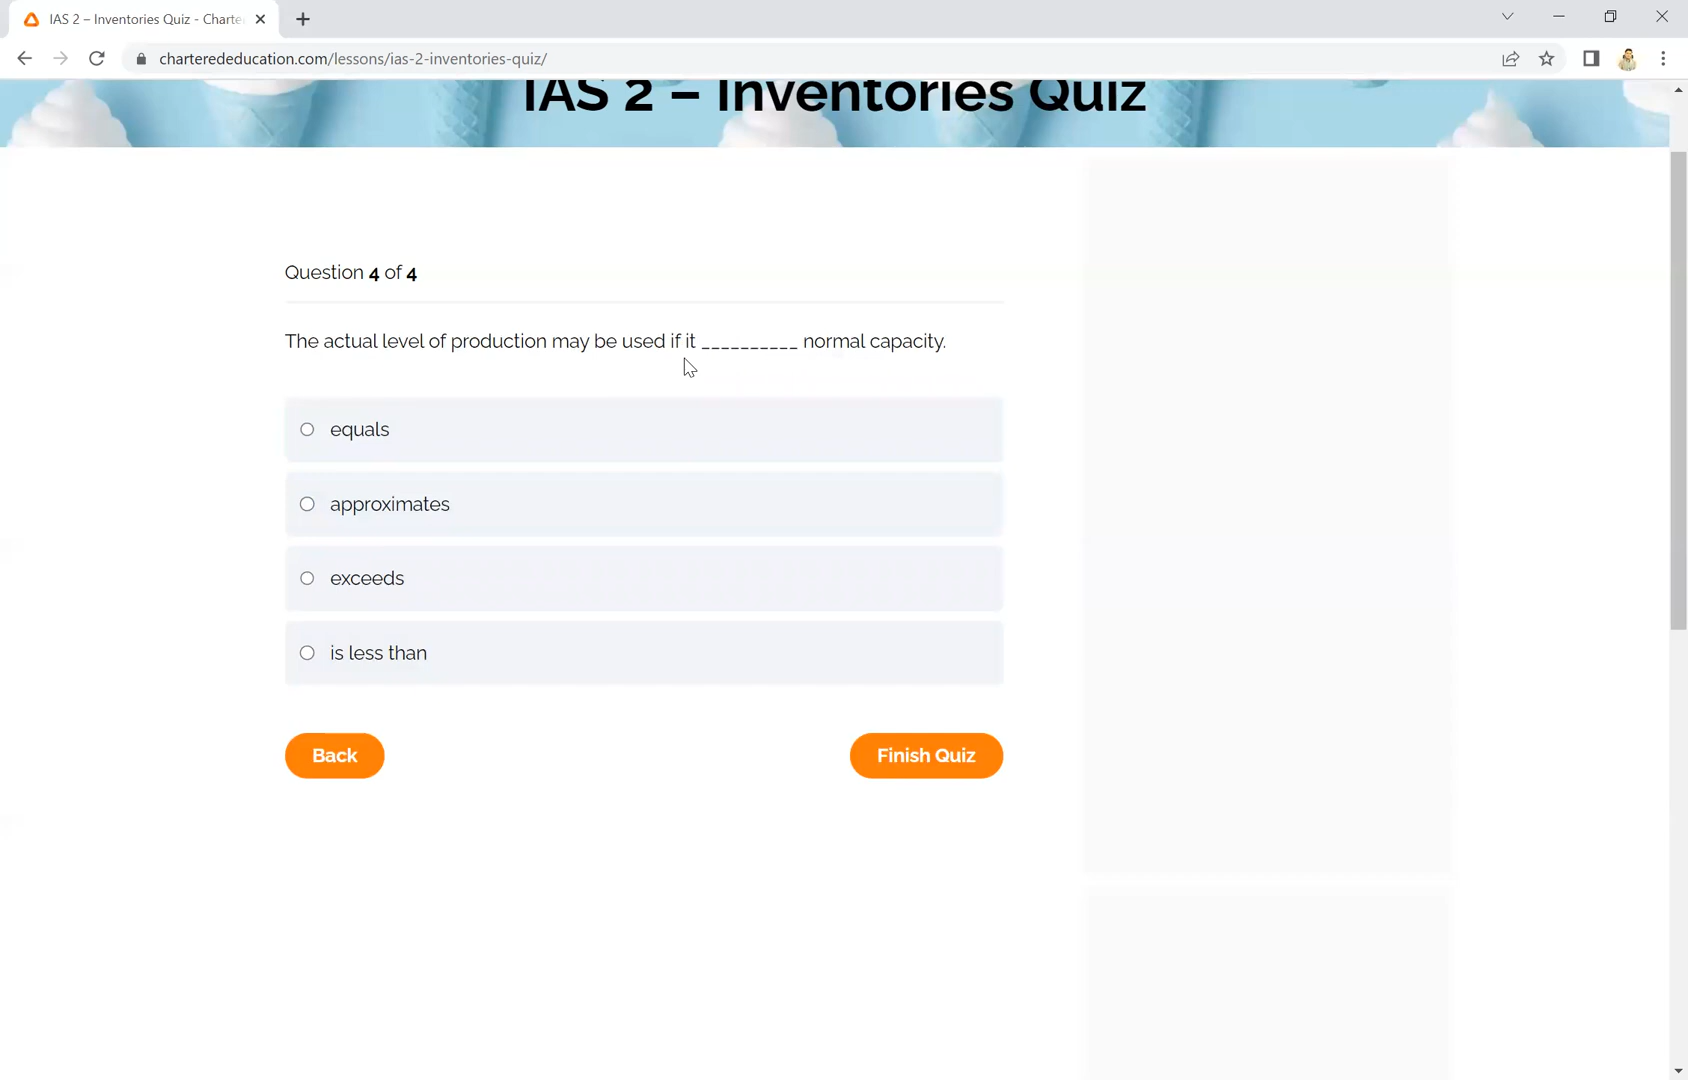 IAS 2 – Inventories Quiz - Charte
charterededucation.com/lessons/ias-2-inventories-quiz/
IAS 2 – Inventories Quiz
Question 4 of 4
The actual level of production may be used if it __________ normal capacity.
equals
approximates
exceeds
is less than
Back
Finish Quiz